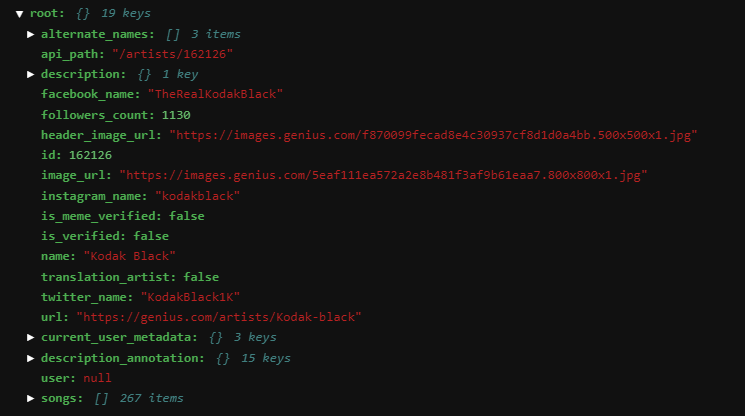 ▼ root: {} 19 keys
▶ alternate_names: [] 3 items
api_path: "/artists/162126"
▶ description: {} 1 key
facebook_name: "TheRealKodakBlack"
followers_count: 1130
header_image_url: "https://images.genius.com/f870099fecad8e4c30937cf8d1d0a4bb.500x500x1.jpg"
id: 162126
image_url: "https://images.genius.com/5eaf111ea572a2e8b481f3af9b61eaa7.800x800x1.jpg"
instagram_name: "kodakblack"
is_meme_verified: false
is_verified: false
name: "Kodak Black"
translation_artist: false
twitter_name: "KodakBlack1K"
url: "https://genius.com/artists/Kodak-black"
▶ current_user_metadata: {} 3 keys
▶ description_annotation: {} 15 keys
user: null
▶ songs: [] 267 items